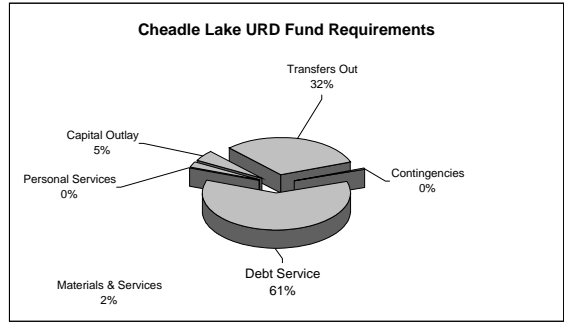 Cheadle Lake URD Fund Requirements
Transfers Out
32%
Capital Outlay
5%
Personal Services
0%
Contingencies
0%
Debt Service
61%
Materials & Services
2%